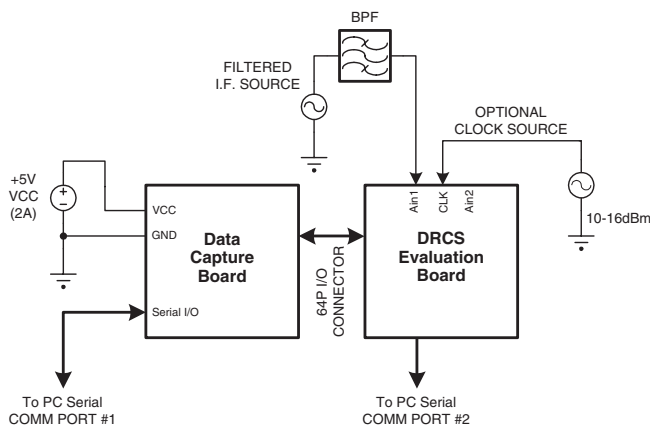 BPF
FILTERED
I.F. SOURCE
OPTIONAL
CLOCK SOURCE
+5V
VCC
(2A)
+
–
VCC
GND
Serial I/O
Data
Capture
Board
64P I/O
CONNECTOR
Ain1
CLK
Ain2
DRCS
Evaluation
Board
10-16dBm
To PC Serial
COMM PORT #1
To PC Serial
COMM PORT #2